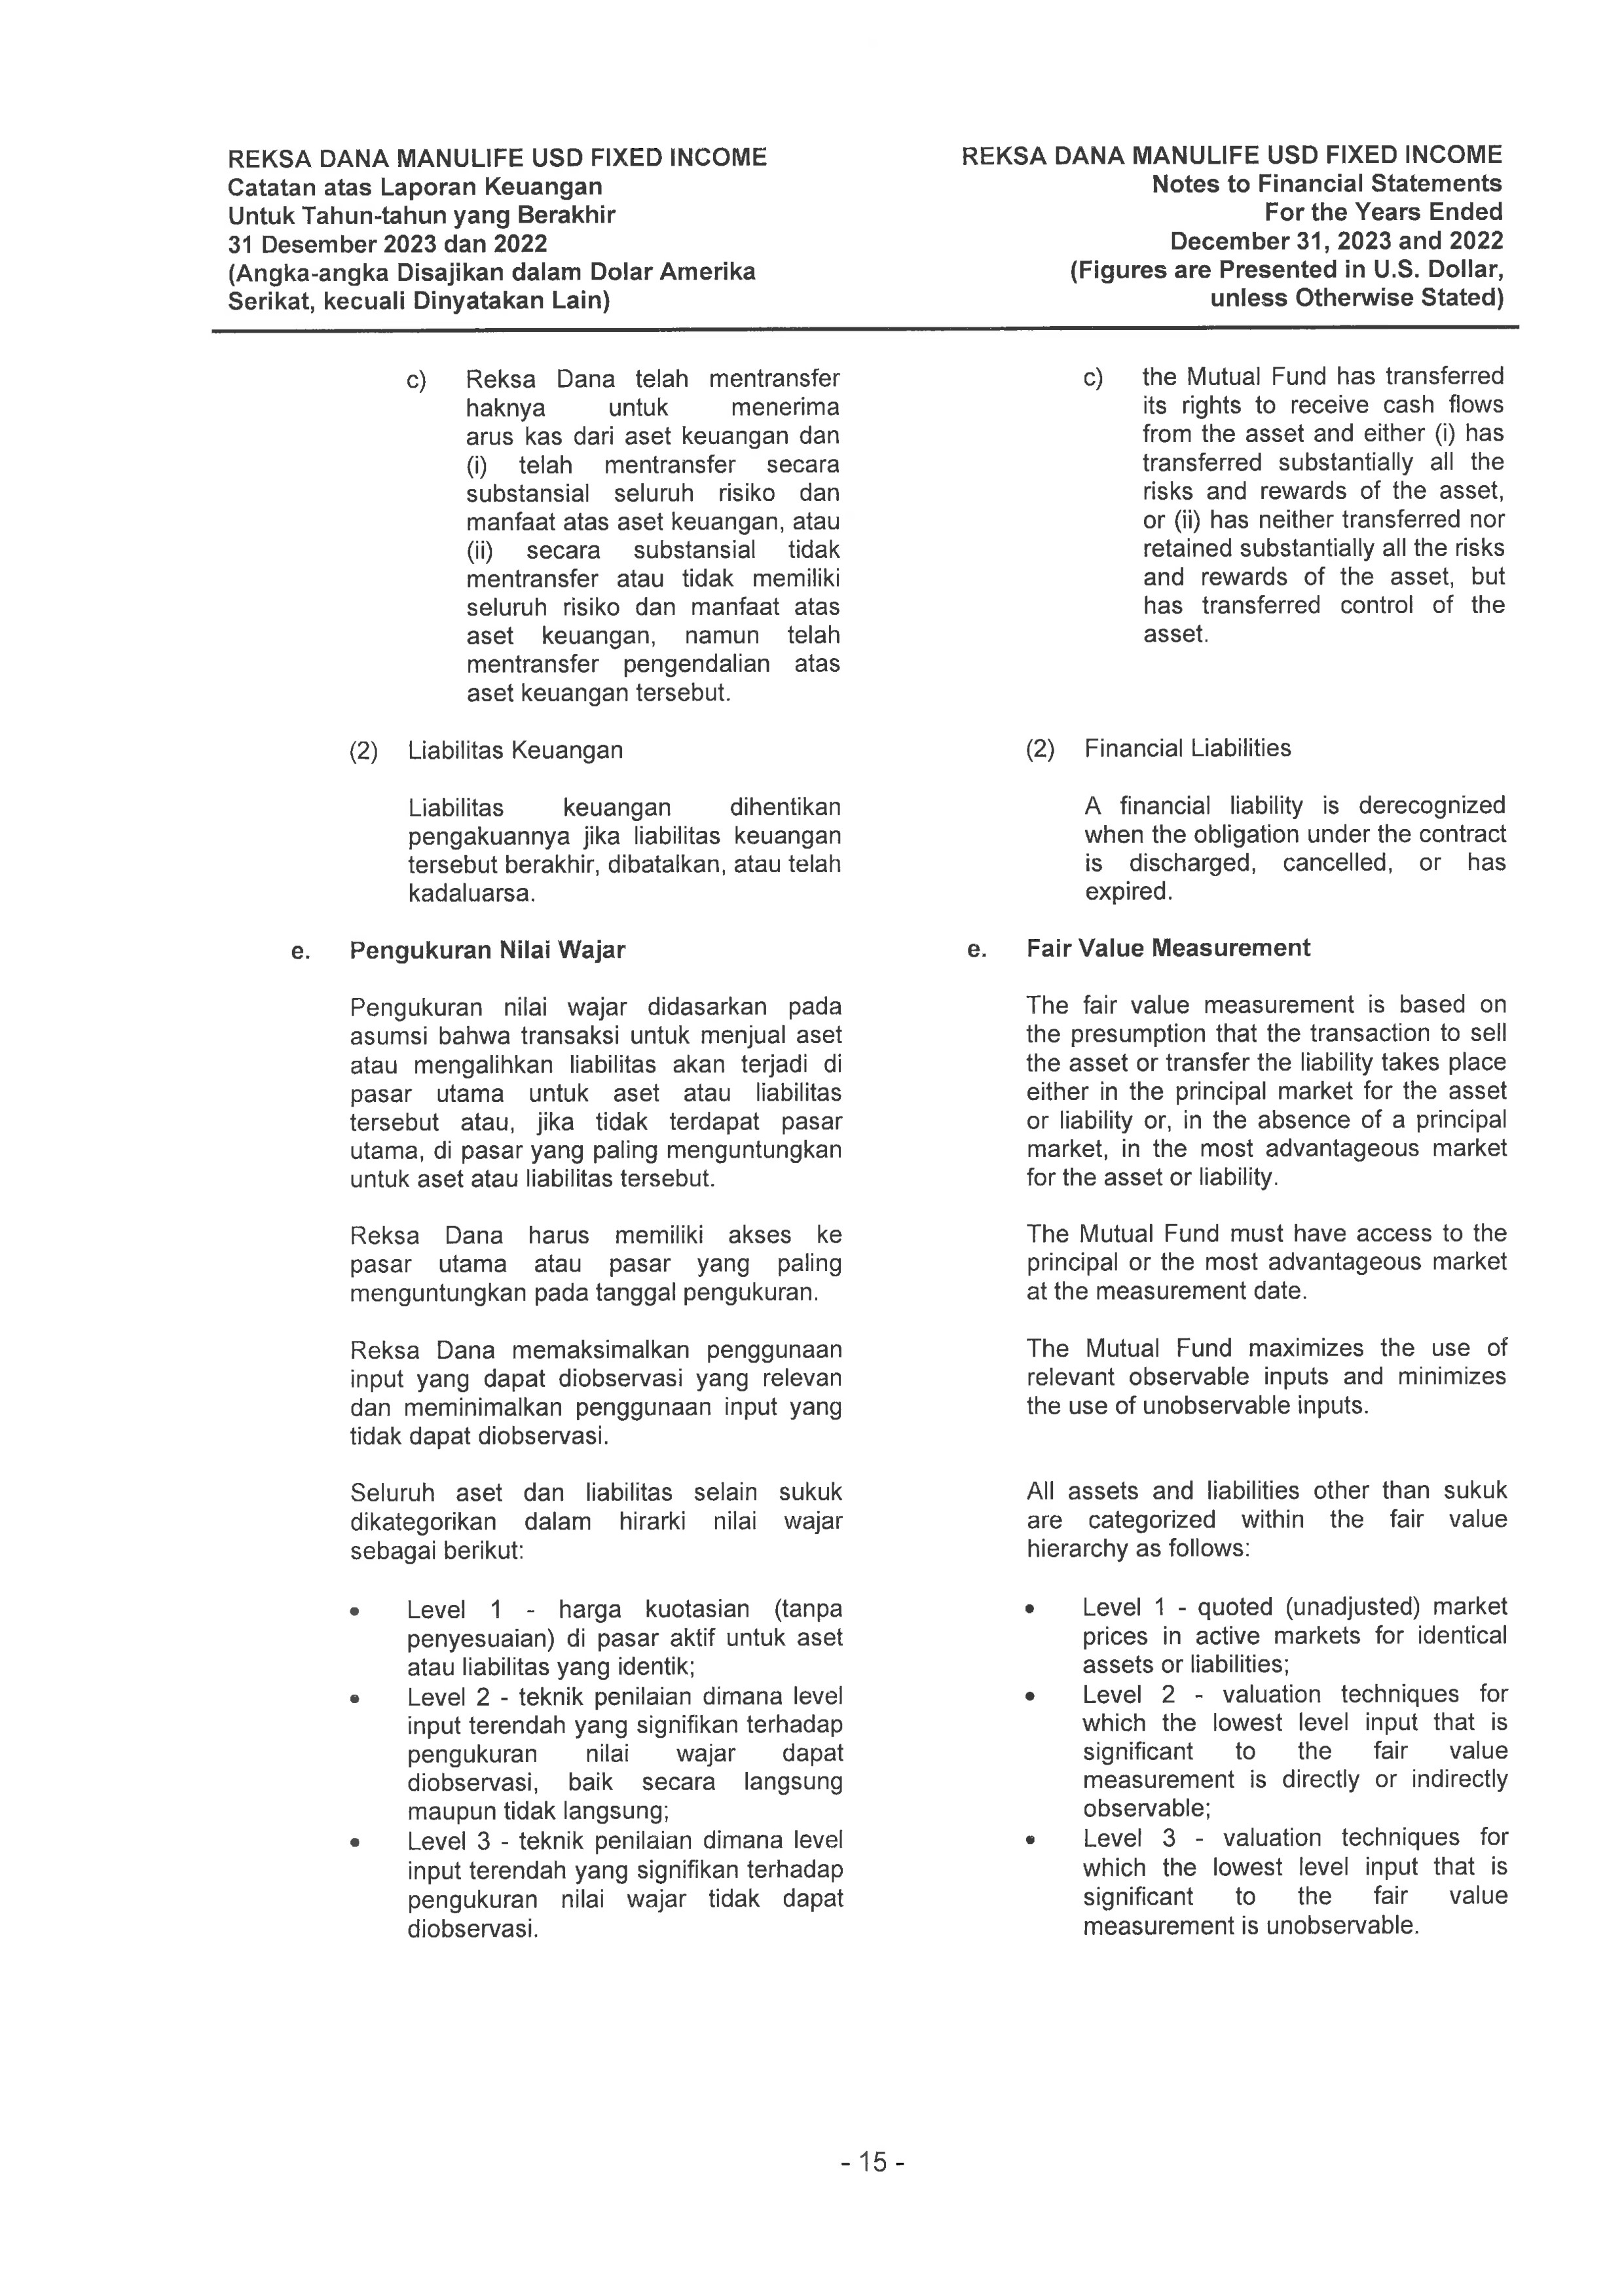 REKSA DANA MANULIFE USD FIXED INCOME
Catatan atas Laporan Keuangan
Untuk Tahun-tahun yang Berakhir
31 Desember 2023 dan 2022
(Angka-angka Disajikan dalam Dolar Amerika
Serikat, kecuali Dinyatakan Lain)
REKSA DANA MANULIFE USD FIXED INCOME
Notes to Financial Statements
For the Years Ended
December 31, 2023 and 2022
(Figures are Presented in U.S. Dollar,
unless Otherwise Stated)
c) Reksa Dana telah mentransfer
haknya untuk menerima
arus kas dari aset keuangan dan
(i) telah mentransfer secara
substansial seluruh risiko dan
manfaat atas aset keuangan, atau
(ii) secara substansial tidak
mentransfer atau tidak memiliki
seluruh risiko dan manfaat atas
aset keuangan, namun telah
mentransfer pengendalian atas
aset keuangan tersebut.
(2) Liabilitas Keuangan
Liabilitas keuangan dihentikan
pengakuannya jika liabilitas keuangan
tersebut berakhir, dibatalkan, atau telah
kadaluarsa.
e. Pengukuran Nilai Wajar
Pengukuran nilai wajar didasarkan pada
asumsi bahwa transaksi untuk menjual aset
atau mengalihkan liabilitas akan terjadi di
pasar utama untuk aset atau liabilitas
tersebut atau, jika tidak terdapat pasar
utama, di pasar yang paling menguntungkan
untuk aset atau liabilitas tersebut.
Reksa Dana harus memiliki akses ke
pasar utama atau pasar yang paling
menguntungkan pada tanggal pengukuran.
Reksa Dana memaksimalkan penggunaan
input yang dapat diobservasi yang relevan
dan meminimalkan penggunaan input yang
tidak dapat diobservasi.
Seluruh aset dan liabilitas selain sukuk
dikategorikan dalam hirarki nilai wajar
sebagai berikut:
• Level 1 - harga kuotasian (tanpa
penyesuaian) di pasar aktif untuk aset
atau liabilitas yang identik;
• Level 2 - teknik penilaian dimana level
input terendah yang signifikan terhadap
pengukuran nilai wajar dapat
diobservasi, baik secara langsung
maupun tidak langsung;
• Level 3 - teknik penilaian dimana level
input terendah yang signifikan terhadap
pengukuran nilai wajar tidak dapat
diobservasi.
c) the Mutual Fund has transferred
its rights to receive cash flows
from the asset and either (i) has
transferred substantially all the
risks and rewards of the asset,
or (ii) has neither transferred nor
retained substantially all the risks
and rewards of the asset, but
has transferred control of the
asset.
(2) Financial Liabilities
A financial liability is derecognized
when the obligation under the contract
is discharged, cancelled, or has
expired.
e. Fair Value Measurement
The fair value measurement is based on
the presumption that the transaction to sell
the asset or transfer the liability takes place
either in the principal market for the asset
or liability or, in the absence of a principal
market, in the most advantageous market
for the asset or liability.
The Mutual Fund must have access to the
principal or the most advantageous market
at the measurement date.
The Mutual Fund maximizes the use of
relevant observable inputs and minimizes
the use of unobservable inputs.
All assets and liabilities other than sukuk
are categorized within the fair value
hierarchy as follows:
• Level 1 - quoted (unadjusted) market
prices in active markets for identical
assets or liabilities;
• Level 2 - valuation techniques for
which the lowest level input that is
significant to the fair value
measurement is directly or indirectly
observable;
• Level 3 - valuation techniques for
which the lowest level input that is
significant to the fair value
measurement is unobservable.
- 15 -